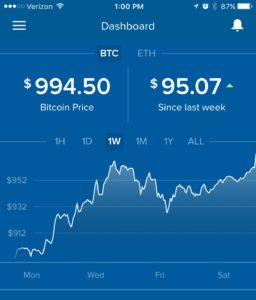 Verizon 1:00 PM 87%
Dashboard
BTC ETH
$994.50 $95.07
Bitcoin Price Since last week
1H 1D 1W 1M 1Y ALL
$952
$932
$912
Mon Wed Fri Sat